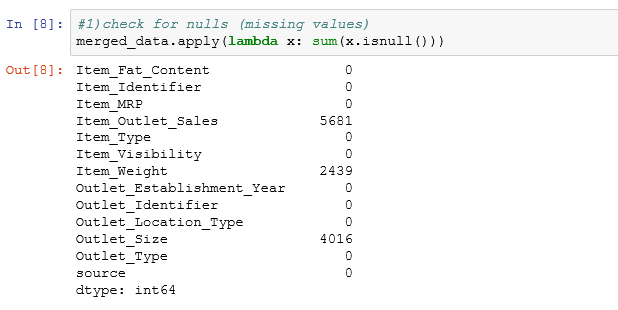 In [8]: #1)check for nulls (missing values)
merged_data.apply(lambda x: sum(x.isnull()))
Out[8]: Item_Fat_Content 0
Item_Identifier 0
Item_MRP 0
Item_Outlet_Sales 5681
Item_Type 0
Item_Visibility 0
Item_Weight 2439
Outlet_Establishment_Year 0
Outlet_Identifier 0
Outlet_Location_Type 0
Outlet_Size 4016
Outlet_Type 0
source 0
dtype: int64